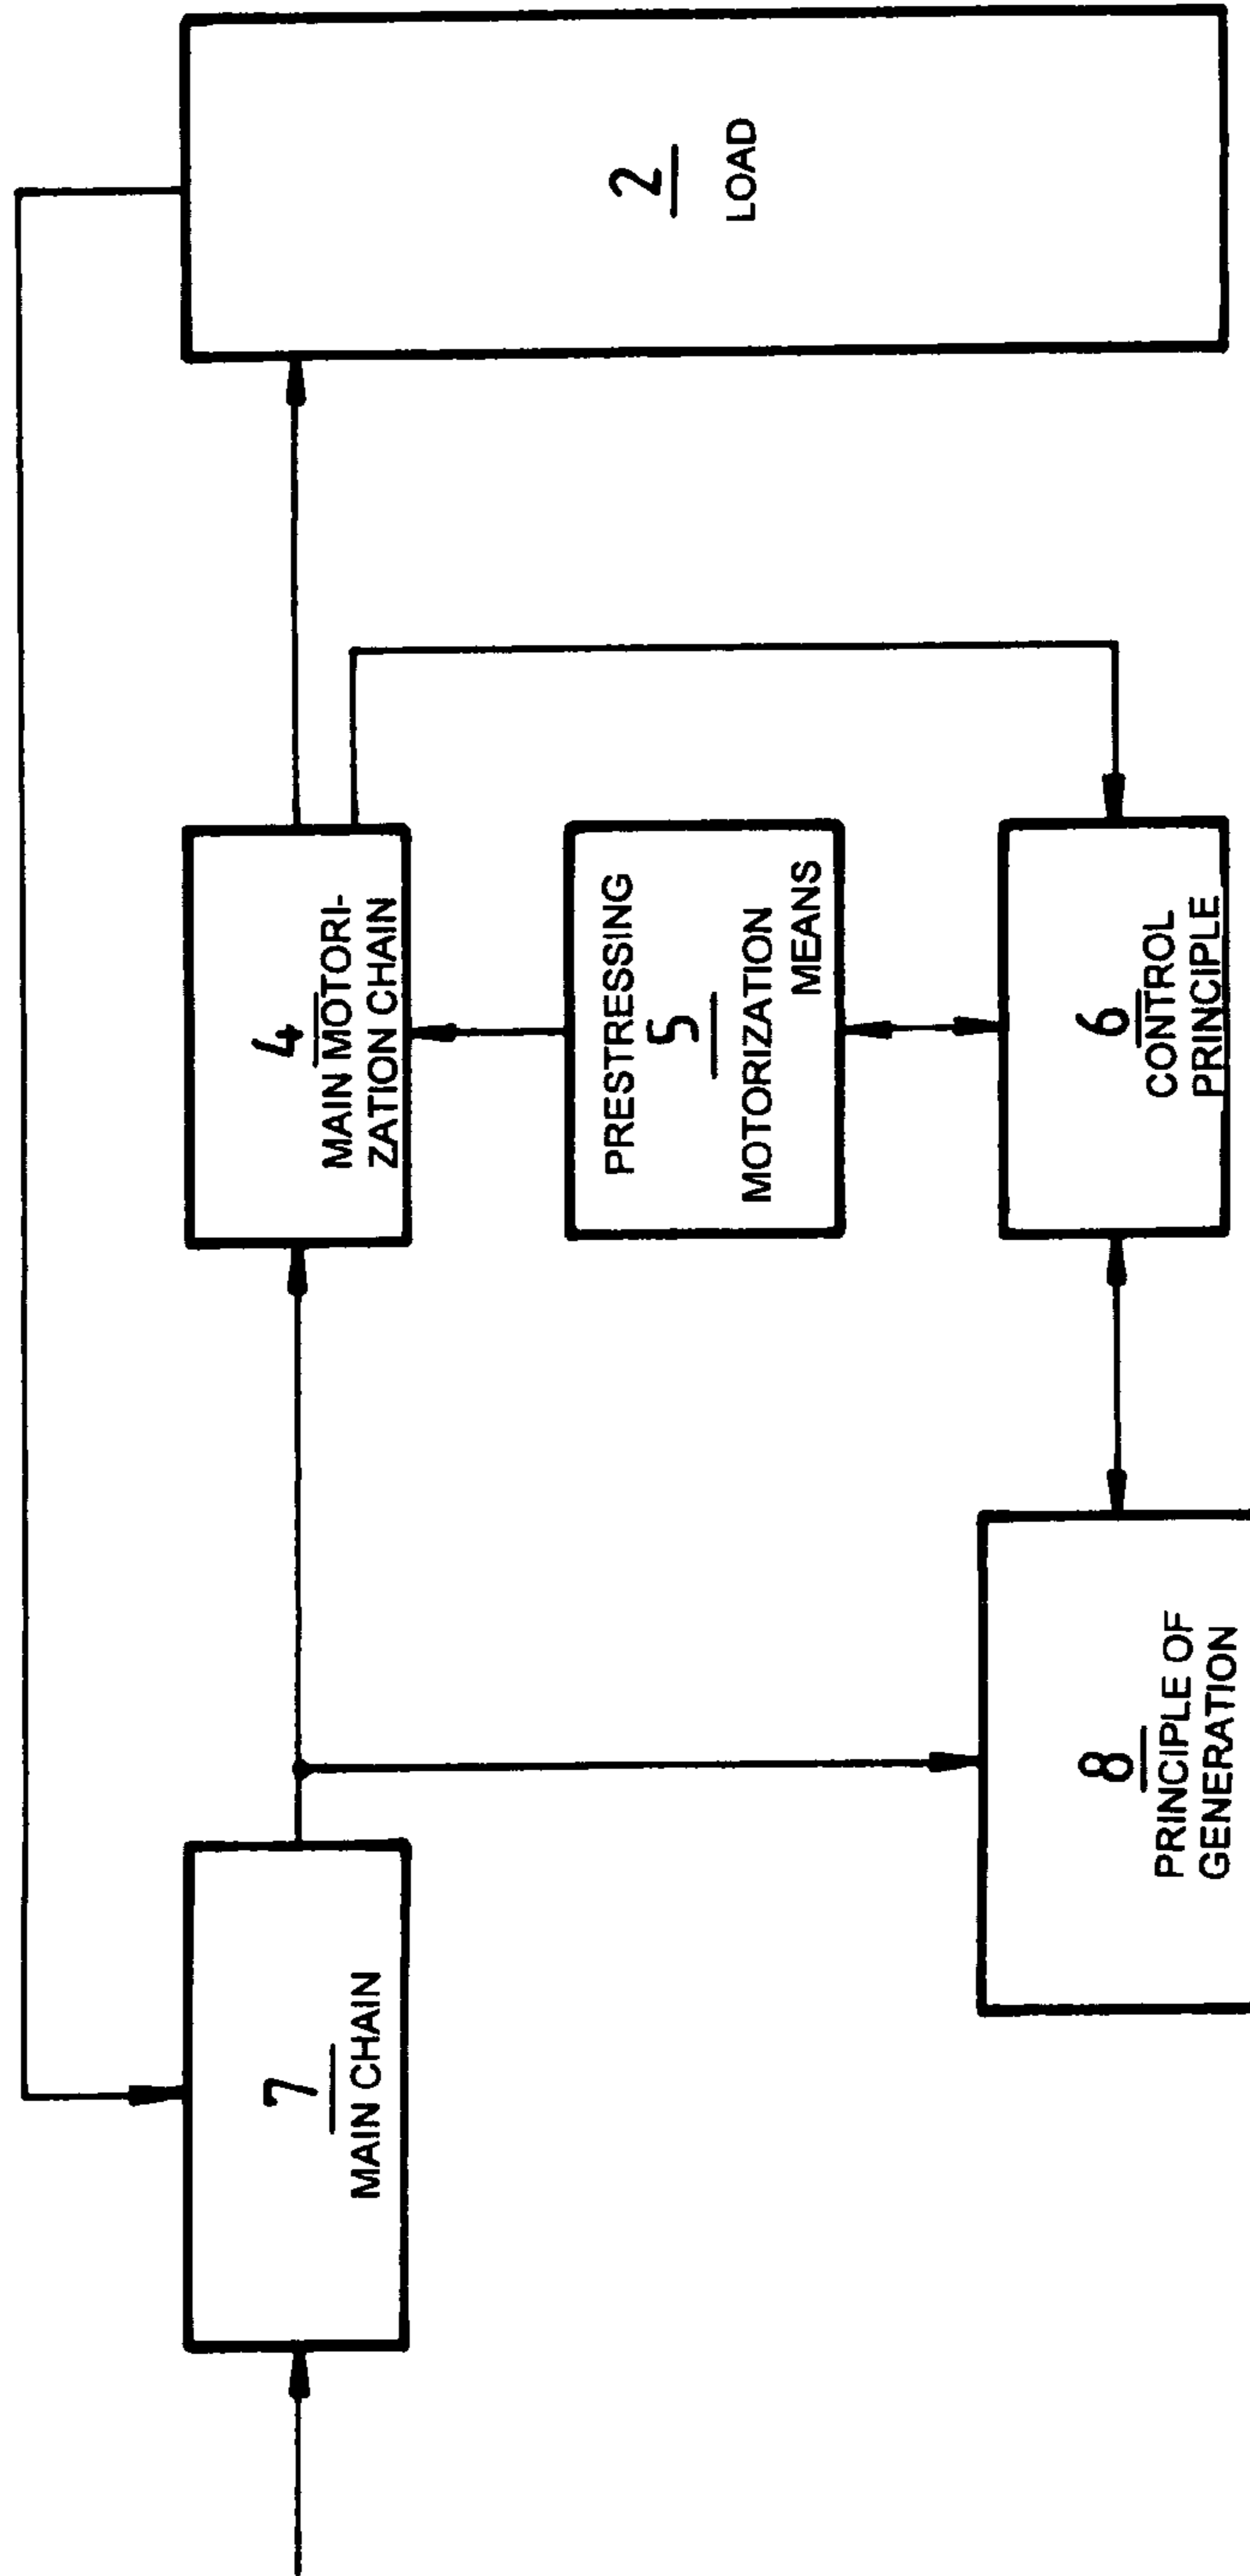 7
MAIN CHAIN
4
MAIN MOTORI-
ZATION CHAIN
2
LOAD
PRESTRESSING
5
MOTORIZATION
MEANS
8
PRINCIPLE OF
GENERATION
6
CONTROL
PRINCIPLE